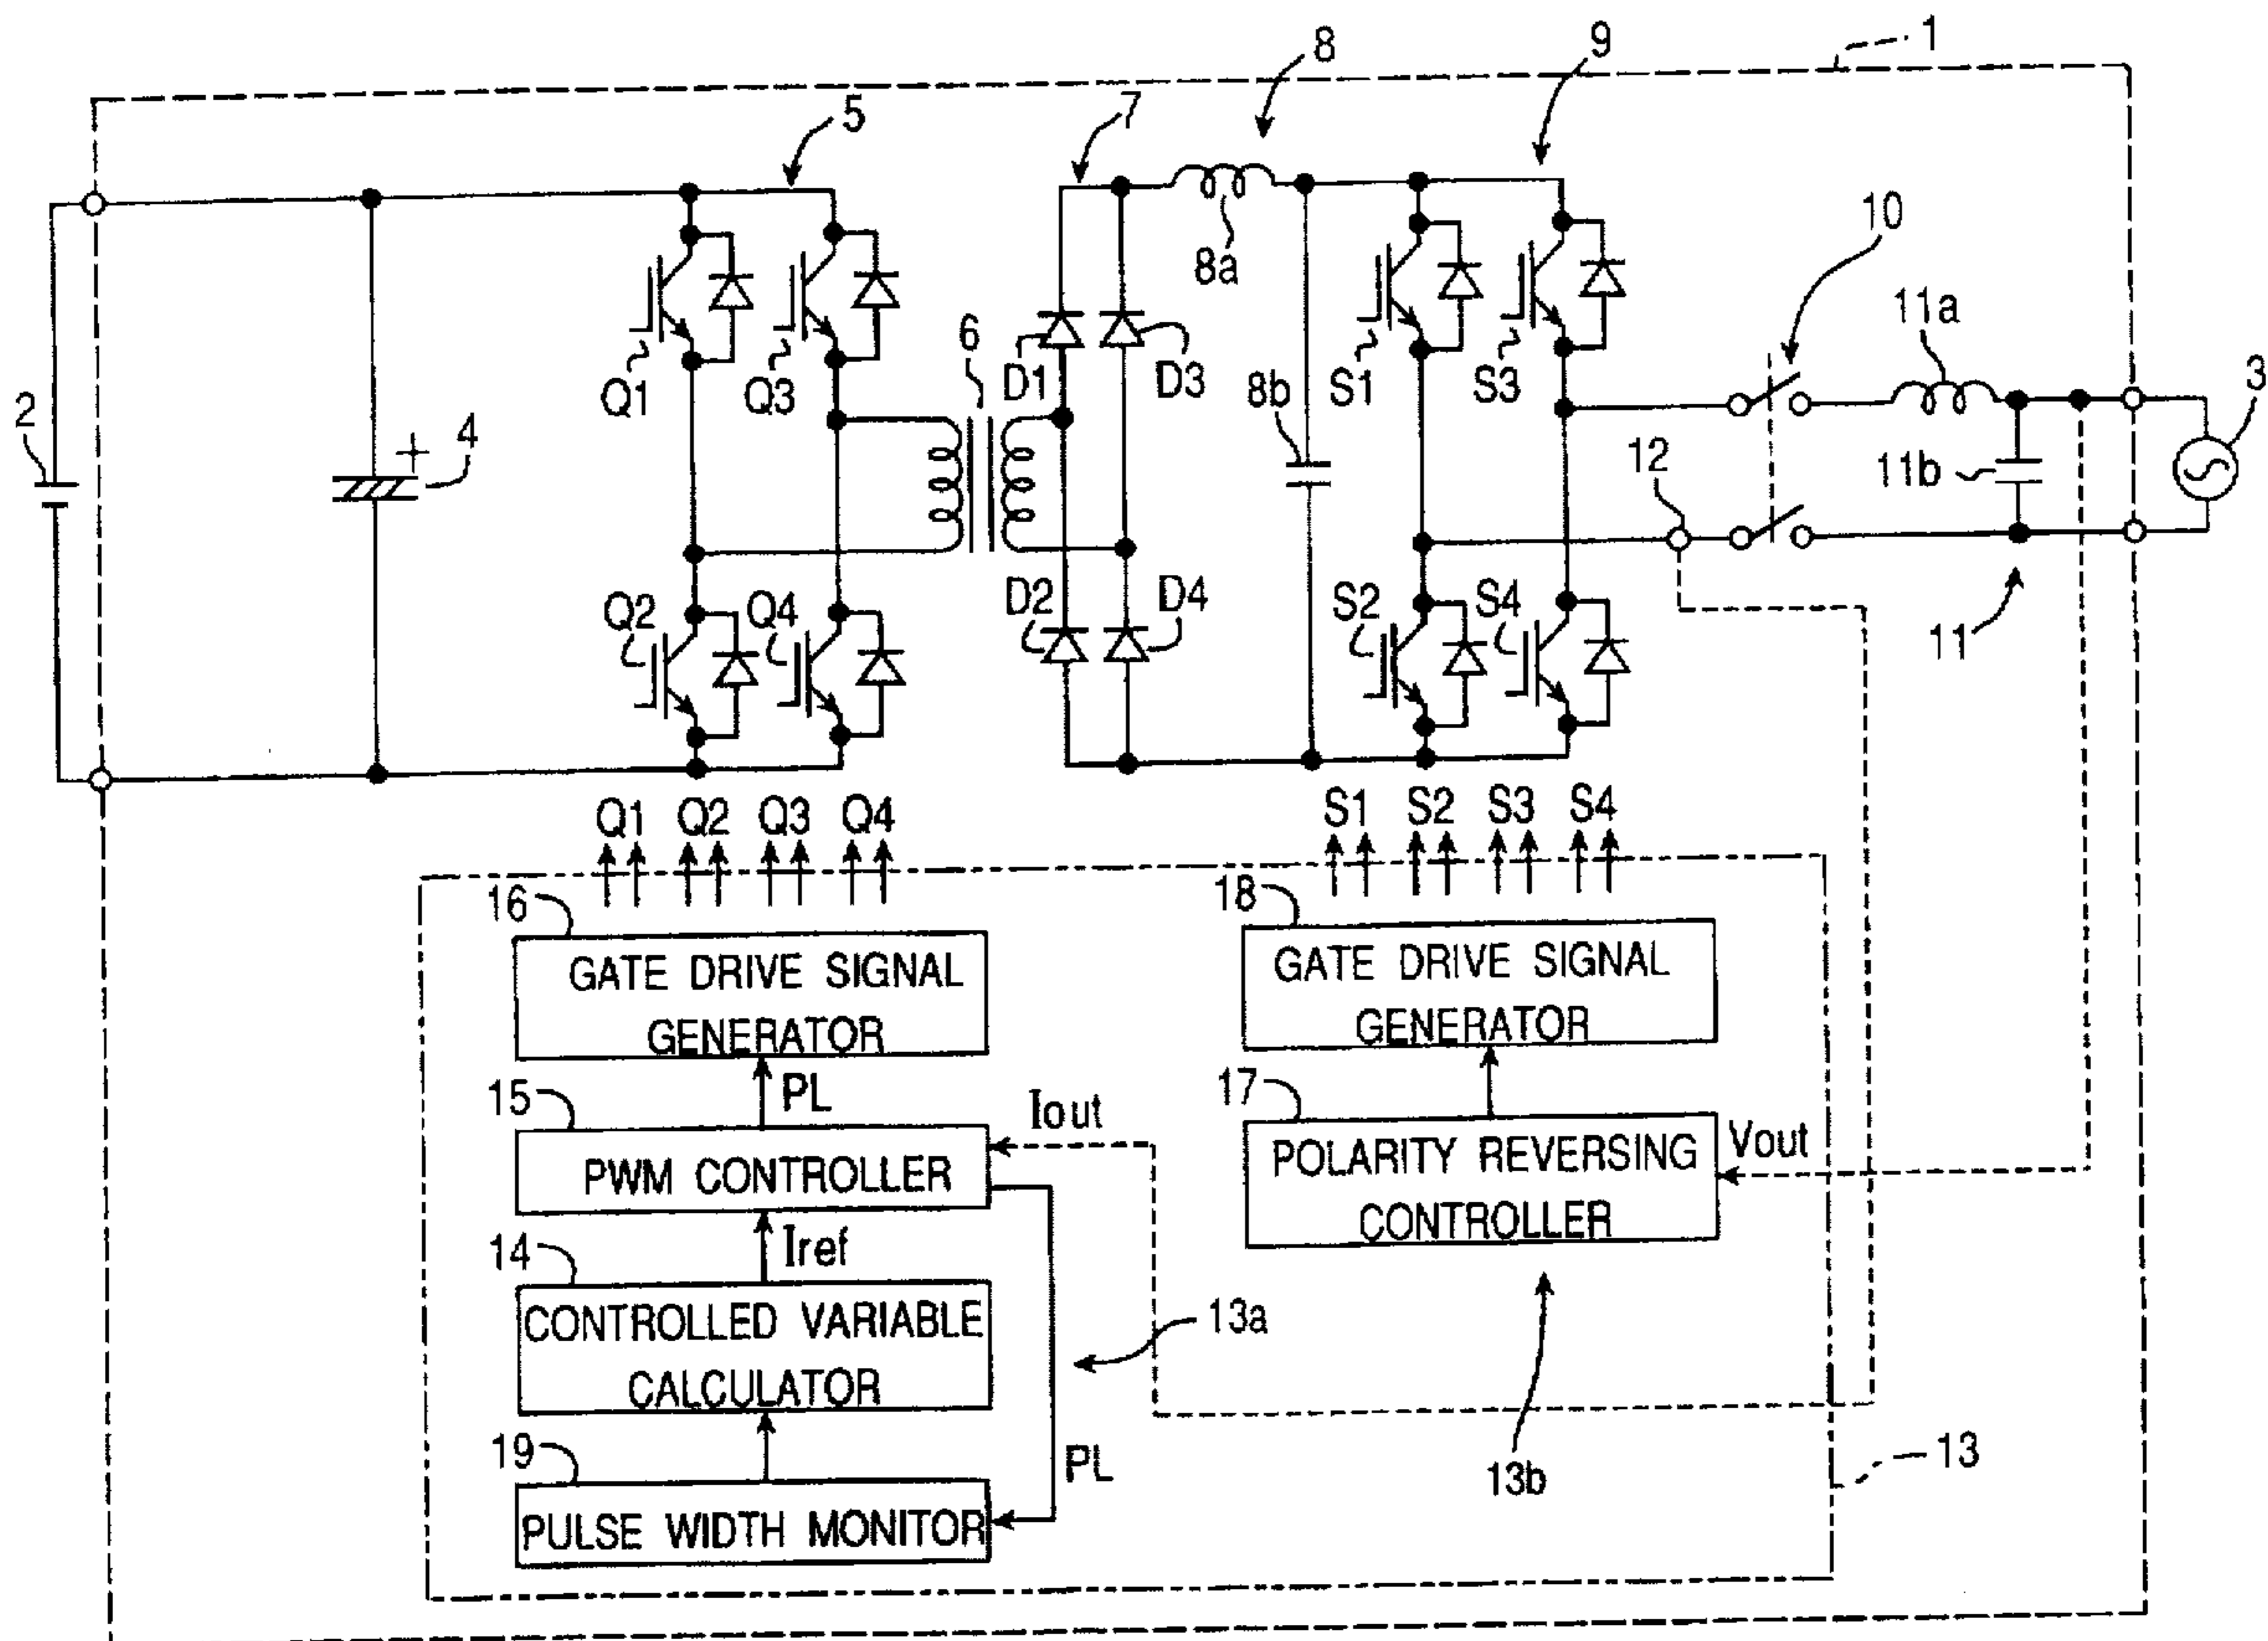 1
8
9
5
7
10
8a
11a
Q1
Q3
6
D1
D3
8b
S1
S3
3
2
4
12
11b
Q2
Q4
D2
D4
S2
S4
11
Q1 Q2 Q3 Q4
S1 S2 S3 S4
16
GATE DRIVE SIGNAL
GENERATOR
18
GATE DRIVE SIGNAL
GENERATOR
PL
15
Iout
PWM CONTROLLER
17
POLARITY REVERSING
CONTROLLER
Vout
Iref
14
CONTROLLED VARIABLE
CALCULATOR
13a
19
PL
PULSE WIDTH MONITOR
13b
13